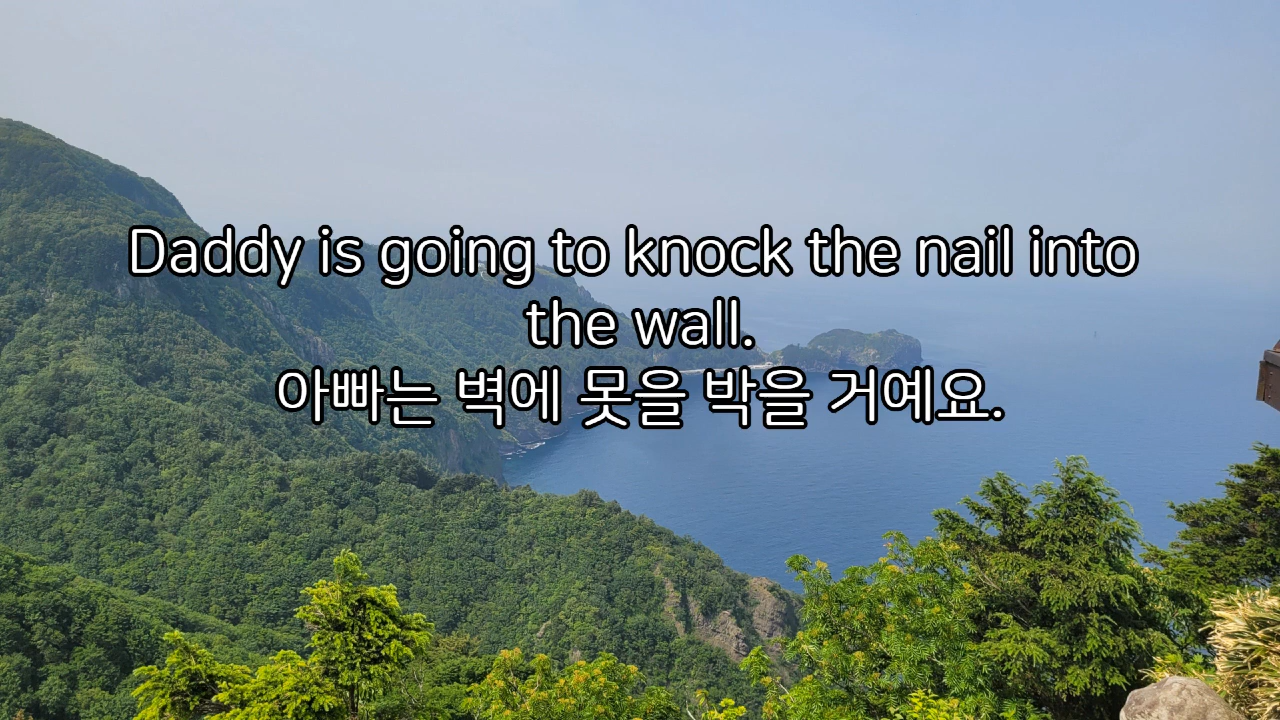 Daddy is going to knock the nail into
the wall.
아빠는 벽에 못을 박을 거예요.